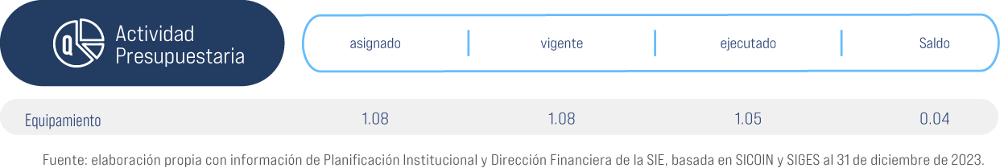 Q
Actividad
Presupuestaria
asignado vigente ejecutado Saldo
Equipamiento 1.08 1.08 1.05 0.04
Fuente: elaboración propia con información de Planificación Institucional y Dirección Financiera de la SIE, basada en SICOIN y SIGES al 31 de diciembre de 2023.